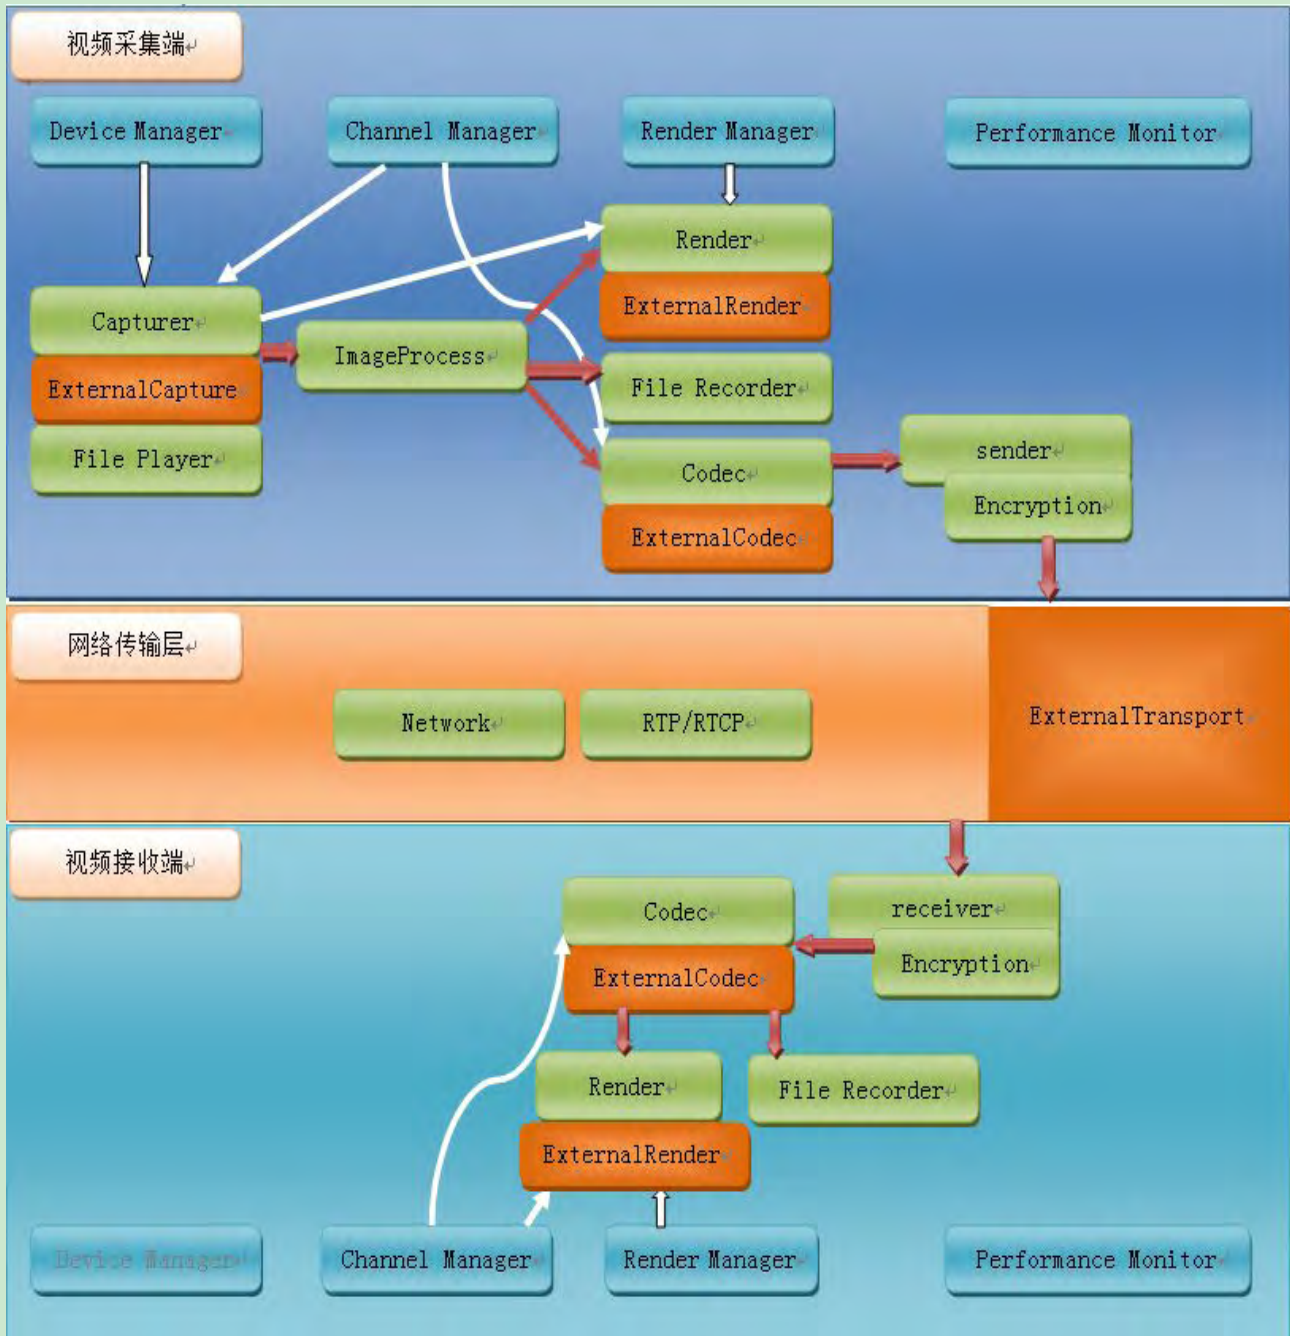 视频采集端
Device Manager
Channel Manager
Render Manager
Performance Monitor
Render
ExternalRender
Capturer
ExternalCapture
File Player
ImageProcess
File Recorder
Codec
ExternalCodec
sender
Encryption
网络传输层
Network
RTP/RTCP
ExternalTransport
视频接收端
Codec
ExternalCodec
receiver
Encryption
Render
ExternalRender
File Recorder
Device Manager
Channel Manager
Render Manager
Performance Monitor